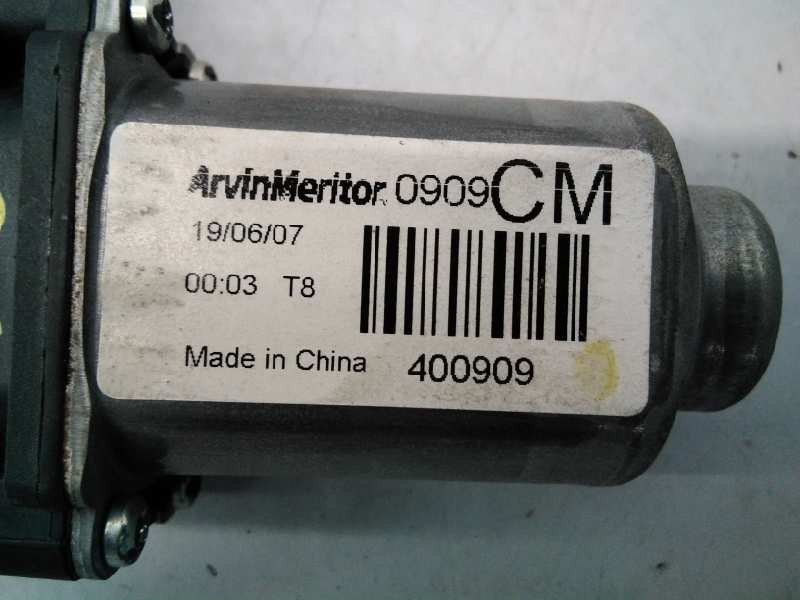 ArvinMeritor 0909CM
19/06/07
00:03 T8
Made in China 400909